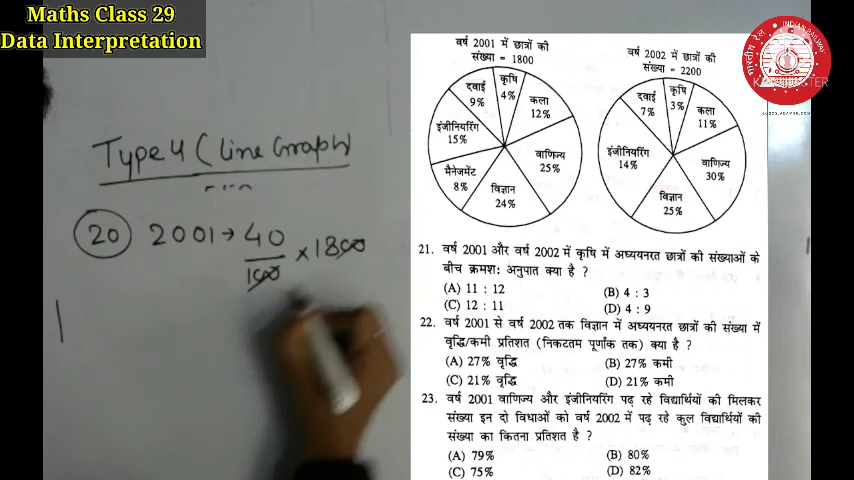 Maths Class 29
Data Interpretation
Type 4 (Line Graph)
20 2001 → 40
100 × 1800
वर्ष 2001 में छात्रों की
संख्या = 1800
कृषि
4%
कला
12%
वाणिज्य
25%
विज्ञान
24%
मैनेजमेंट
8%
इंजीनियरिंग
15%
दवाई
9%
वर्ष 2002 में छात्रों की
संख्या = 2200
कृषि
3%
कला
11%
वाणिज्य
30%
विज्ञान
25%
इंजीनियरिंग
14%
दवाई
7%
INDIAN RAILWAY
भारतीय रेल
21. वर्ष 2001 और वर्ष 2002 में कृषि में अध्ययनरत छात्रों की संख्याओं के
बीच क्रमशः अनुपात क्या है ?
(A) 11 : 12
(B) 4 : 3
(C) 12 : 11
(D) 4 : 9
22. वर्ष 2001 से वर्ष 2002 तक विज्ञान में अध्ययनरत छात्रों की संख्या में
वृद्धि/कमी प्रतिशत (निकटतम पूर्णांक तक) क्या है ?
(A) 27% वृद्धि
(B) 27% कमी
(C) 21% वृद्धि
(D) 21% कमी
23. वर्ष 2001 वाणिज्य और इंजीनियरिंग पढ़ रहे विद्यार्थियों की मिलकर
संख्या इन दो विधाओं को वर्ष 2002 में पढ़ रहे कुल विद्यार्थियों की
संख्या का कितना प्रतिशत है ?
(A) 79%
(B) 80%
(C) 75%
(D) 82%